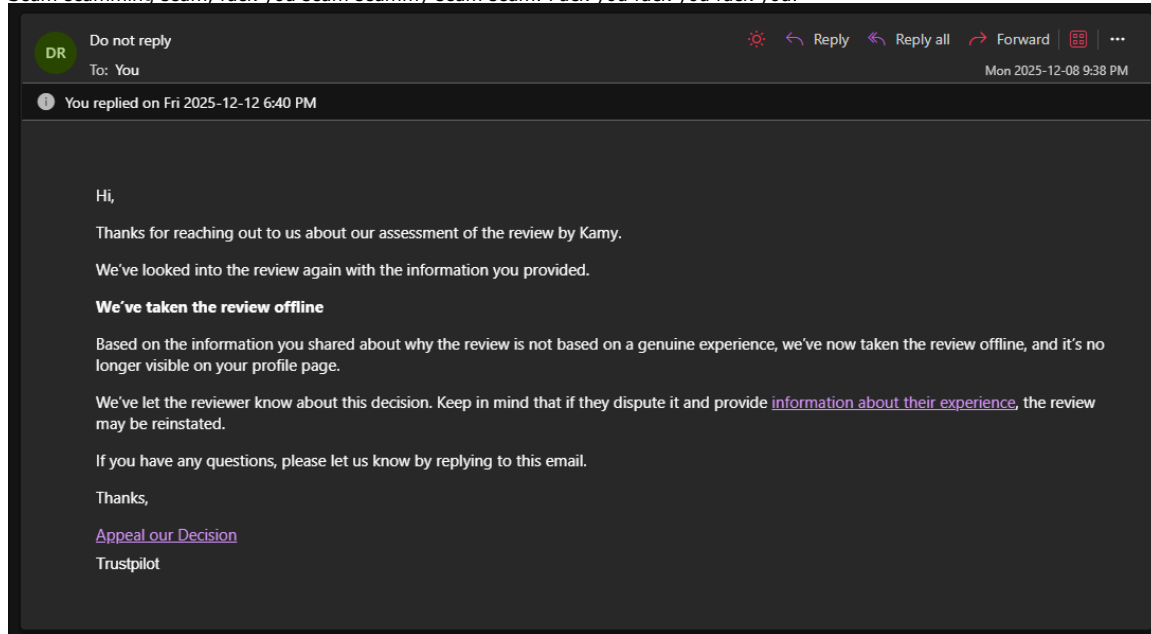 DR
Do not reply
Reply
Reply all
Forward
To: You
Mon 2025-12-08 9:38 PM
You replied on Fri 2025-12-12 6:40 PM
Hi,
Thanks for reaching out to us about our assessment of the review by Kamy.
We've looked into the review again with the information you provided.
We´ve taken the review offline
Based on the information you shared about why the review is not based on a genuine experience, we've now taken the review offline, and it's no
longer visible on your profile page.
We've let the reviewer know about this decision. Keep in mind that if they dispute it and provide information about their experience, the review
may be reinstated.
If you have any questions, please let us know by replying to this email.
Thanks,
Appeal our Decision
Trustpilot